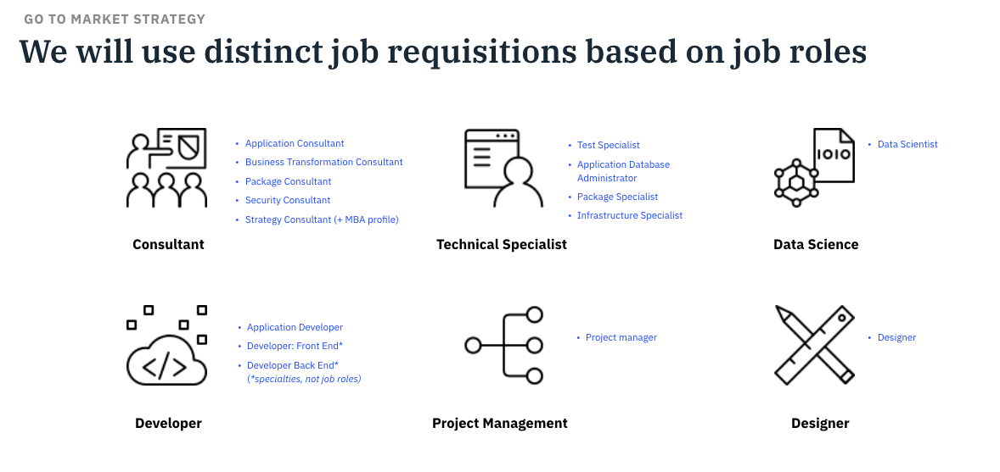 GO TO MARKET STRATEGY
We will use distinct job requisitions based on job roles
• Application Consultant
• Business Transformation Consultant
• Package Consultant
• Security Consultant
• Strategy Consultant (+ MBA profile)
Consultant
• Test Specialist
• Application Database
Administrator
• Package Specialist
• Infrastructure Specialist
Technical Specialist
1010
• Data Scientist
Data Science
</>
• Application Developer
• Developer: Front End*
• Developer Back End*
(*specialties, not job roles)
Developer
• Project manager
Project Management
• Designer
Designer